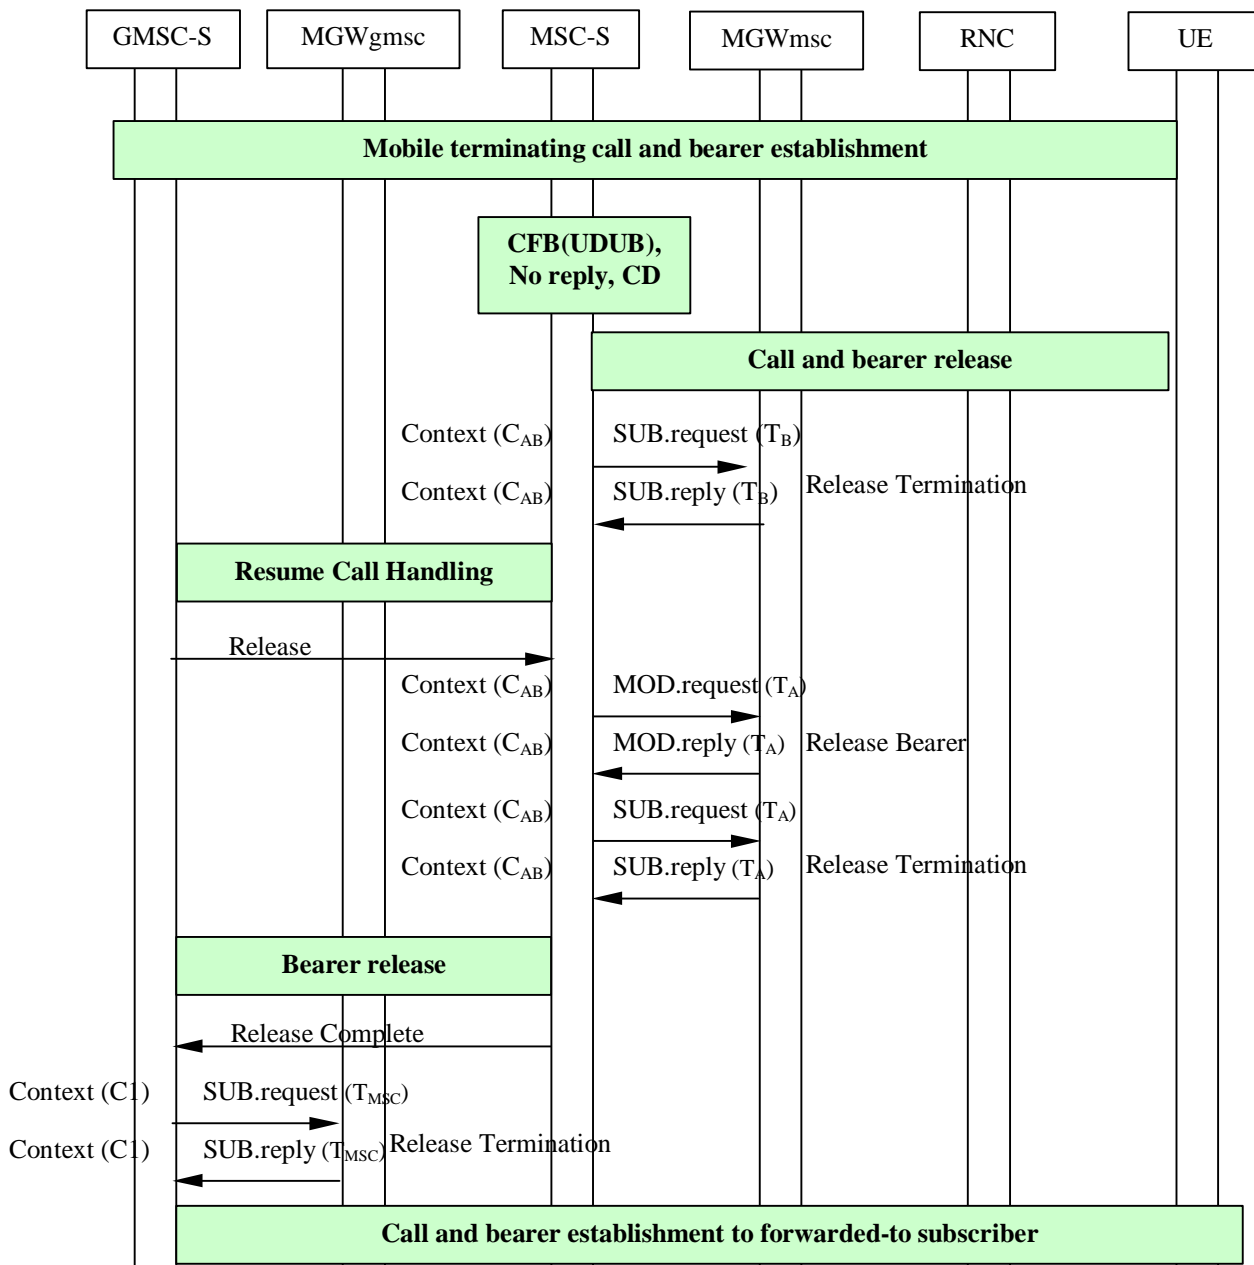 GMSC-S MGWgmsc MSC-S MGWmsc RNC UE
Mobile terminating call and bearer establishment
CFB(UDUB),
No reply, CD
Call and bearer release
Context (CAB) SUB.request (TB)
Context (CAB) SUB.reply (TB) Release Termination
Resume Call Handling
Release
Context (CAB) MOD.request (TA)
Context (CAB) MOD.reply (TA) Release Bearer
Context (CAB) SUB.request (TA)
Context (CAB) SUB.reply (TA) Release Termination
Bearer release
Release Complete
Context (C1) SUB.request (TMSC)
Context (C1) SUB.reply (TMSC) Release Termination
Call and bearer establishment to forwarded-to subscriber